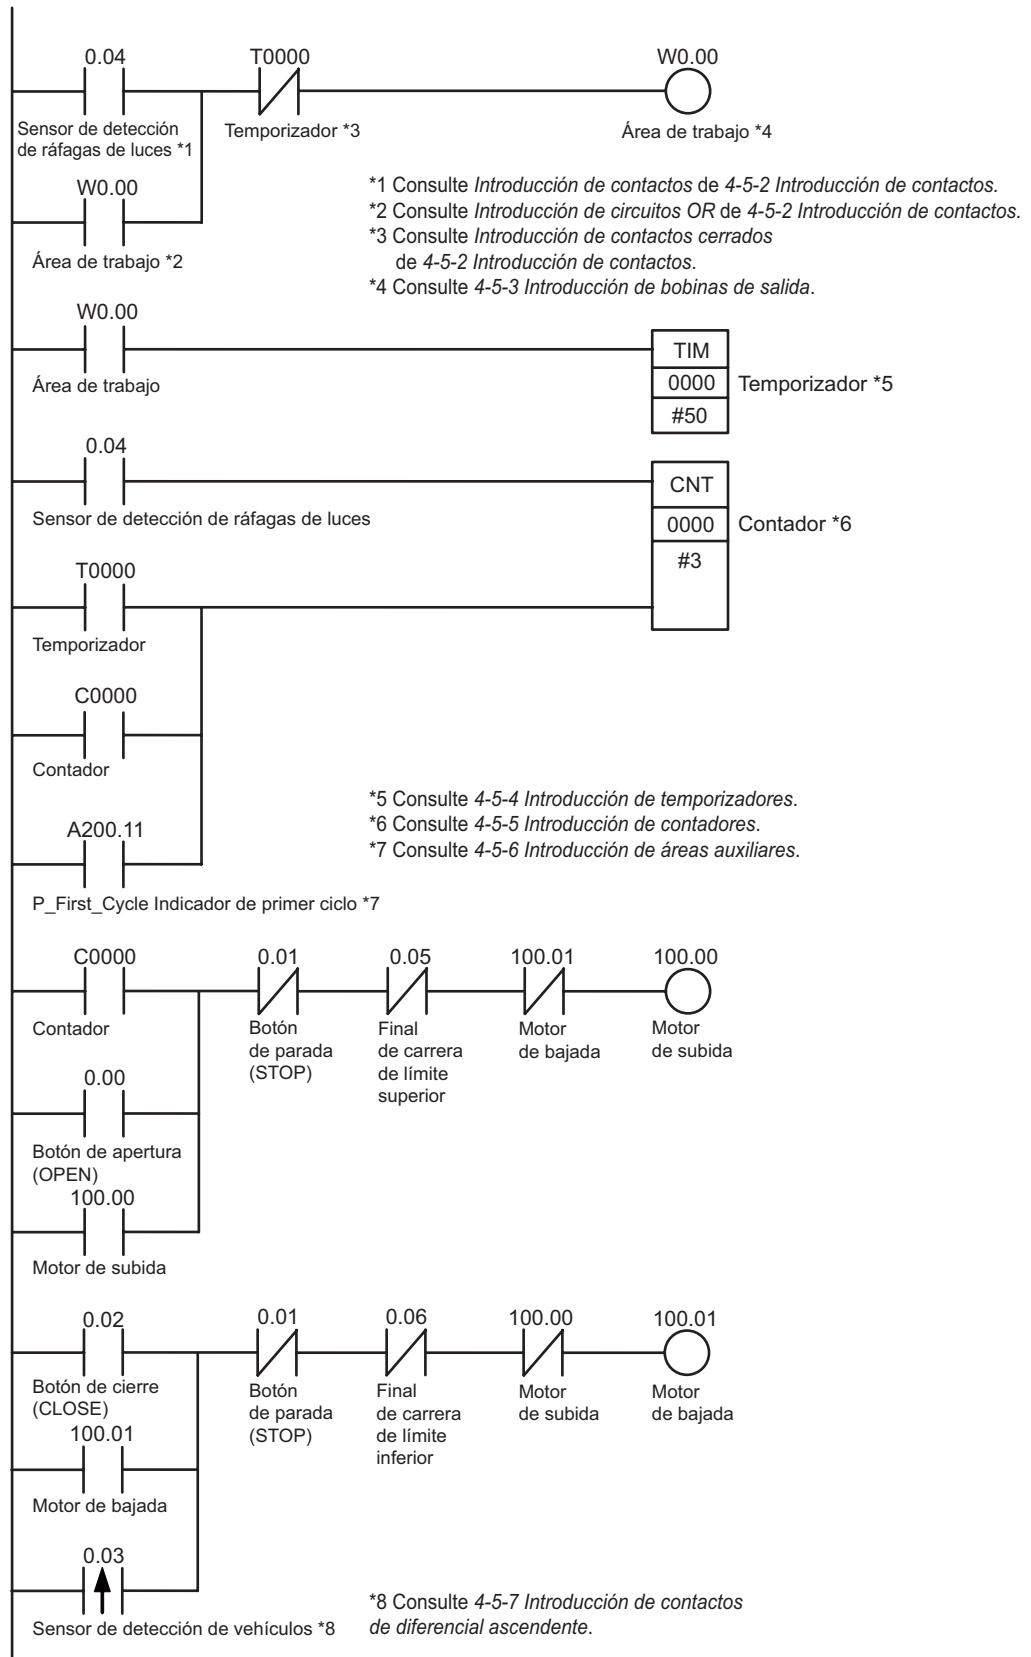 0.04 T0000 W0.00
Sensor de detección
de ráfagas de luces *1
Temporizador *3
Área de trabajo *4
W0.00
Área de trabajo *2
*1 Consulte Introducción de contactos de 4-5-2 Introducción de contactos.
*2 Consulte Introducción de circuitos OR de 4-5-2 Introducción de contactos.
*3 Consulte Introducción de contactos cerrados
de 4-5-2 Introducción de contactos.
*4 Consulte 4-5-3 Introducción de bobinas de salida.
W0.00
Área de trabajo
TIM
0000
#50
Temporizador *5
0.04
Sensor de detección de ráfagas de luces
CNT
0000
#3
Contador *6
T0000
Temporizador
C0000
Contador
A200.11
P_First_Cycle Indicador de primer ciclo *7
*5 Consulte 4-5-4 Introducción de temporizadores.
*6 Consulte 4-5-5 Introducción de contadores.
*7 Consulte 4-5-6 Introducción de áreas auxiliares.
C0000 0.01 0.05 100.01 100.00
Contador
Botón
de parada
(STOP)
Final
de carrera
de límite
superior
Motor
de bajada
Motor
de subida
0.00
Botón de apertura
(OPEN)
100.00
Motor de subida
0.02 0.01 0.06 100.00 100.01
Botón de cierre
(CLOSE)
Botón
de parada
(STOP)
Final
de carrera
de límite
inferior
Motor
de subida
Motor
de bajada
100.01
Motor de bajada
0.03
Sensor de detección de vehículos *8
*8 Consulte 4-5-7 Introducción de contactos
de diferencial ascendente.